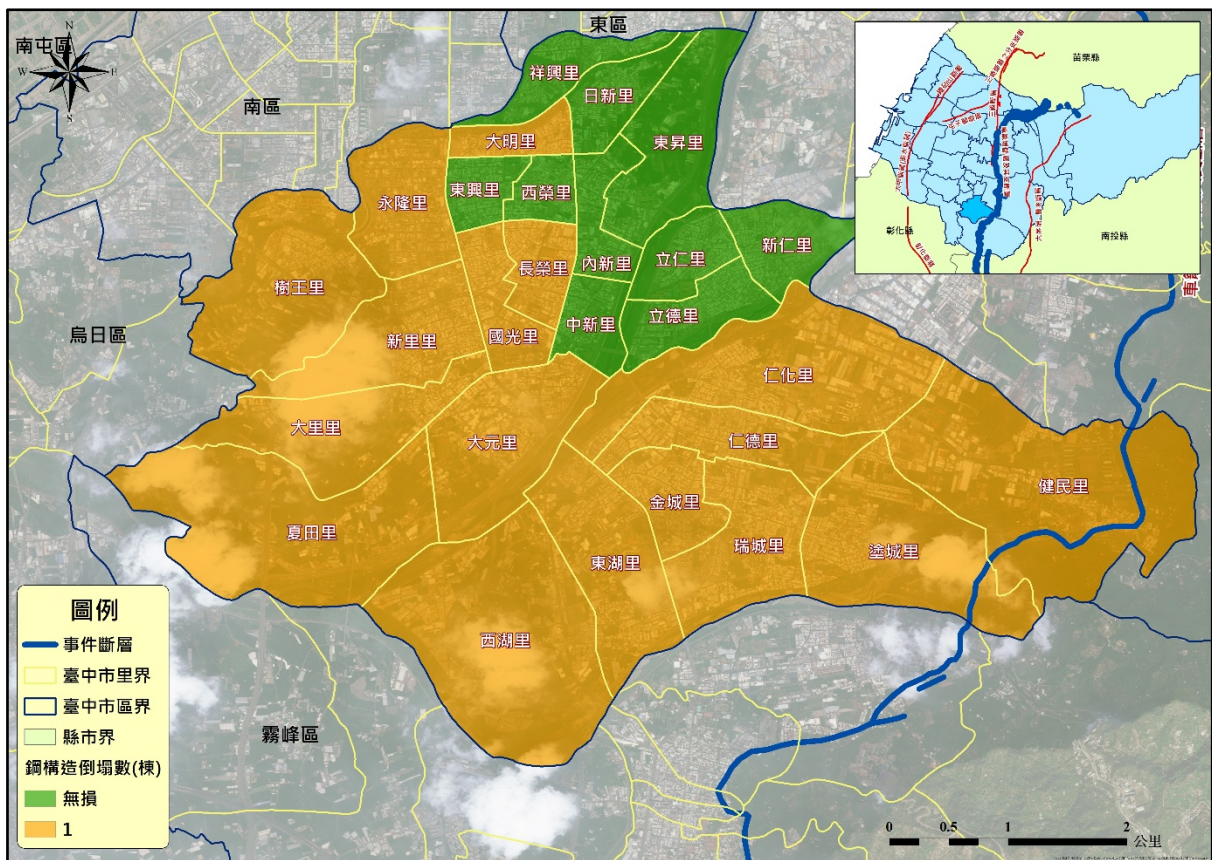 南屯區
N
W
E
S
南區
東區
烏日區
霧峰區
祥興里
日新里
大明里
東昇里
東興里
西榮里
永隆里
新仁里
內新里
立仁里
長榮里
樹王里
中新里
立德里
新里里
國光里
仁化里
大里里
大元里
仁德里
健民里
金城里
夏田里
瑞城里
塗城里
東湖里
西湖里
苗栗縣
彰化縣
南投縣
彰化斷層
圖例
事件斷層
臺中市里界
臺中市區界
縣市界
鋼構造倒塌數(棟)
無損
1
0
0.5
1
2
公里